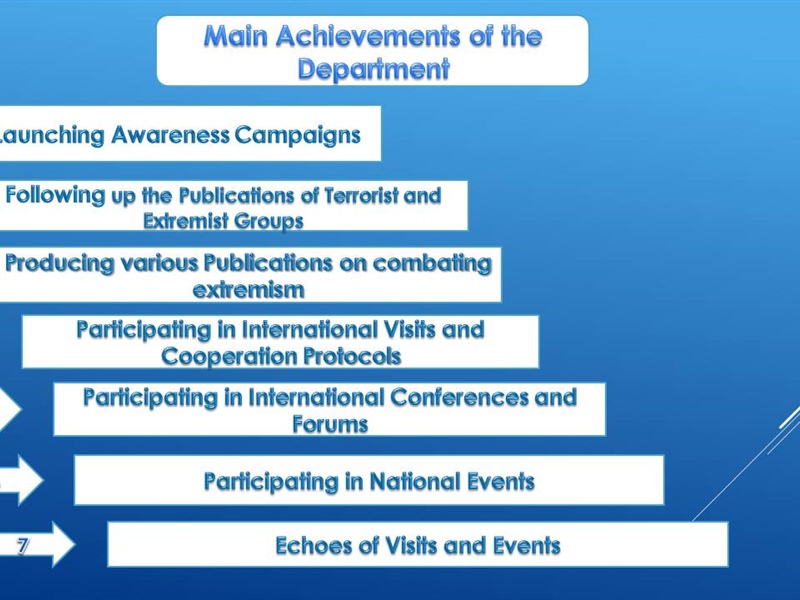 Main Achievements of the
Department
Launching Awareness Campaigns
Following up the Publications of Terrorist and
Extremist Groups
Producing various Publications on combating
extremism
Participating in International Visits and
Cooperation Protocols
Participating in International Conferences and
Forums
Participating in National Events
7
Echoes of Visits and Events